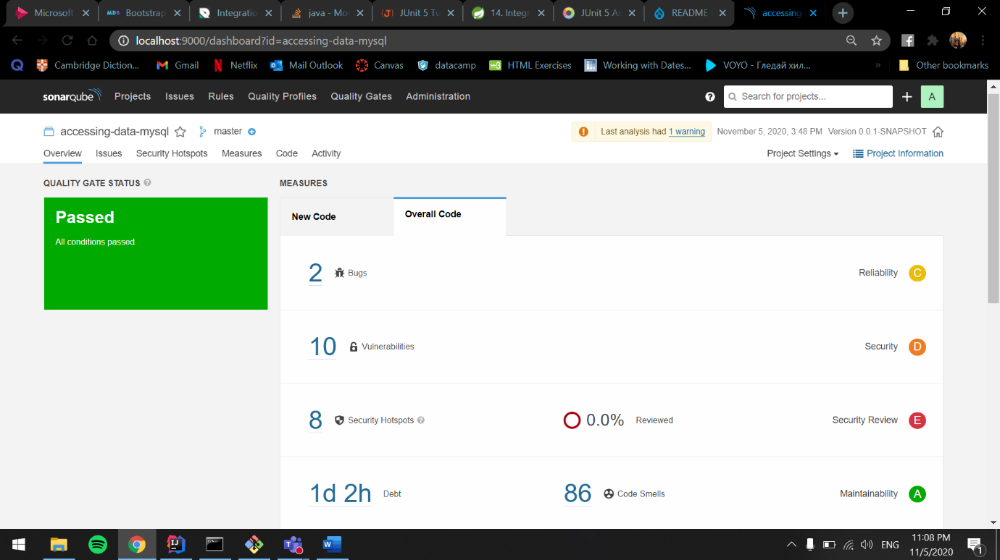 Microsoft
Bootstrap
Integratio
java - Mo
JUnit 5 Tu
14. Integr
JUnit 5 As
README
accessing
localhost:9000/dashboard?id=accessing-data-mysql
Cambridge Diction...
Gmail
Netflix
Mail Outlook
Canvas
datacamp
HTML Exercises
Working with Dates...
VOYO - Гледай хил...
»
Other bookmarks
sonarqube
Projects
Issues
Rules
Quality Profiles
Quality Gates
Administration
Search for projects...
A
accessing-data-mysql
master
Last analysis had 1 warning
November 5, 2020, 3:48 PM
Version 0.0.1-SNAPSHOT
Overview
Issues
Security Hotspots
Measures
Code
Activity
Project Settings
Project Information
QUALITY GATE STATUS
MEASURES
Passed
All conditions passed.
New Code
Overall Code
2 Bugs
Reliability C
10 Vulnerabilities
Security D
8 Security Hotspots
0.0% Reviewed
Security Review E
1d 2h Debt
86 Code Smells
Maintainability A
ENG
11:08 PM
11/5/2020
1